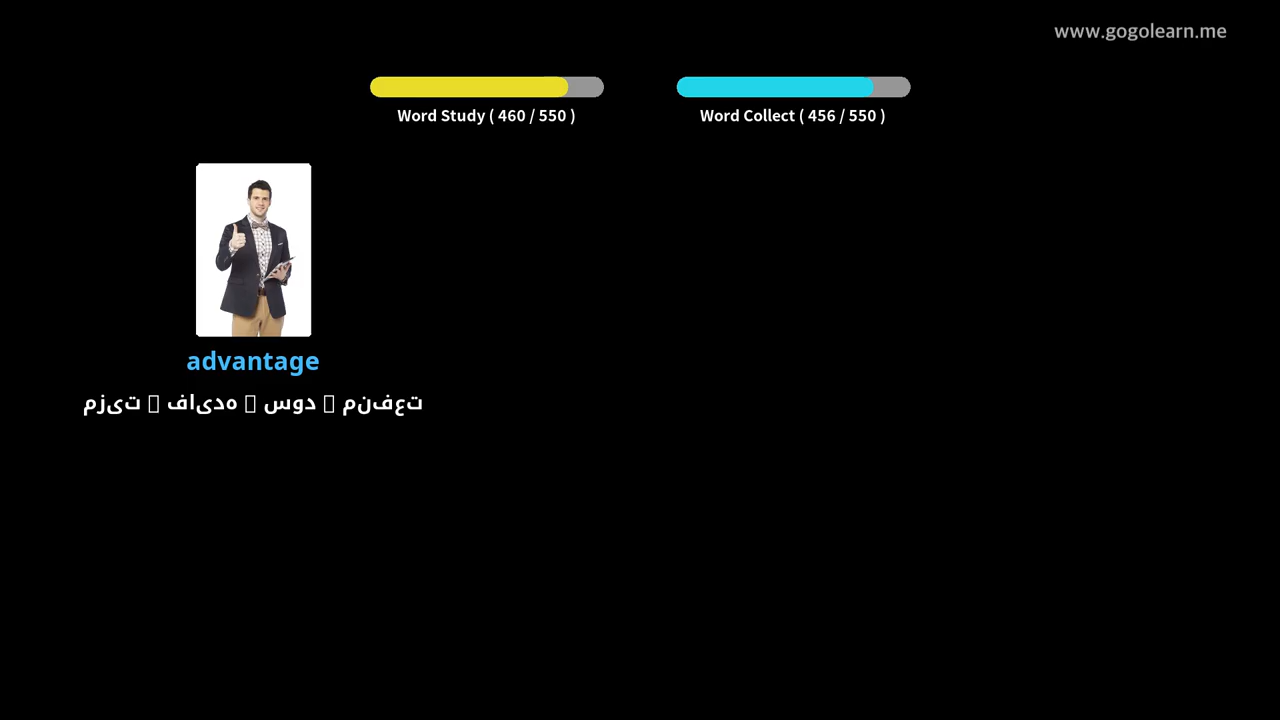 www.gogolearn.me
Word Study ( 460 / 550 )
Word Collect ( 456 / 550 )
advantage
مزیت ▯ فایده ▯ سود ▯ منفعت